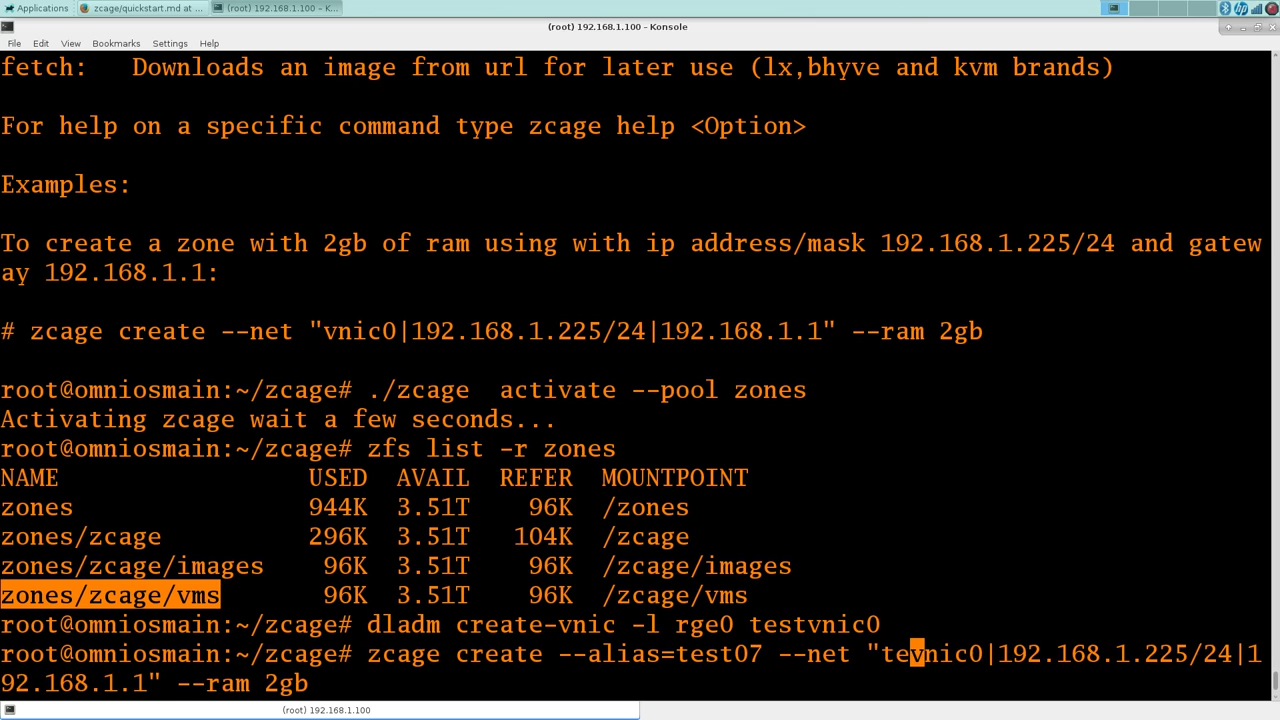 Applications
zcage/quickstart.md at ...
(root) 192.168.1.100 – K...
(root) 192.168.1.100 – Konsole
File Edit View Bookmarks Settings Help
fetch: Downloads an image from url for later use (lx,bhyve and kvm brands)
For help on a specific command type zcage help <Option>
Examples:
To create a zone with 2gb of ram using with ip address/mask 192.168.1.225/24 and gatew
ay 192.168.1.1:
# zcage create --net "vnic0|192.168.1.225/24|192.168.1.1" --ram 2gb
root@omniosmain:~/zcage# ./zcage activate --pool zones
Activating zcage wait a few seconds...
root@omniosmain:~/zcage# zfs list -r zones
NAME USED AVAIL REFER MOUNTPOINT
zones 944K 3.51T 96K /zones
zones/zcage 296K 3.51T 104K /zcage
zones/zcage/images 96K 3.51T 96K /zcage/images
zones/zcage/vms 96K 3.51T 96K /zcage/vms
root@omniosmain:~/zcage# dladm create-vnic -l rge0 testvnic0
root@omniosmain:~/zcage# zcage create --alias=test07 --net "tevnic0|192.168.1.225/24|1
92.168.1.1" --ram 2gb
(root) 192.168.1.100